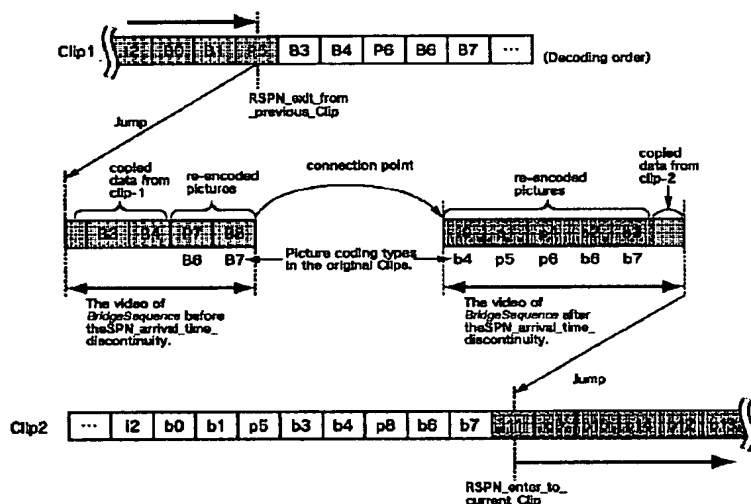 Clip1
i2 B0 B1 P5 B3 B4 P6 B6 B7 ...
(Decoding order)
RSPN_exit_from
_previous_Clip
Jump
copied
data from
clip-1
re-encoded
pictures
connection point
re-encoded
pictures
copied
data from
clip-2
B3 B4
B6 B7
Picture coding types
in the original Clips.
b4 p5 p6 b6 b7
The video of
BridgeSequence before
theSPN_arrival_time_
discontinuity.
The video of
BridgeSequence after
theSPN_arrival_time_
discontinuity.
Jump
Clip2
... i2 b0 b1 p5 b3 b4 p8 b6 b7
RSPN_enter_to_
current_Clip